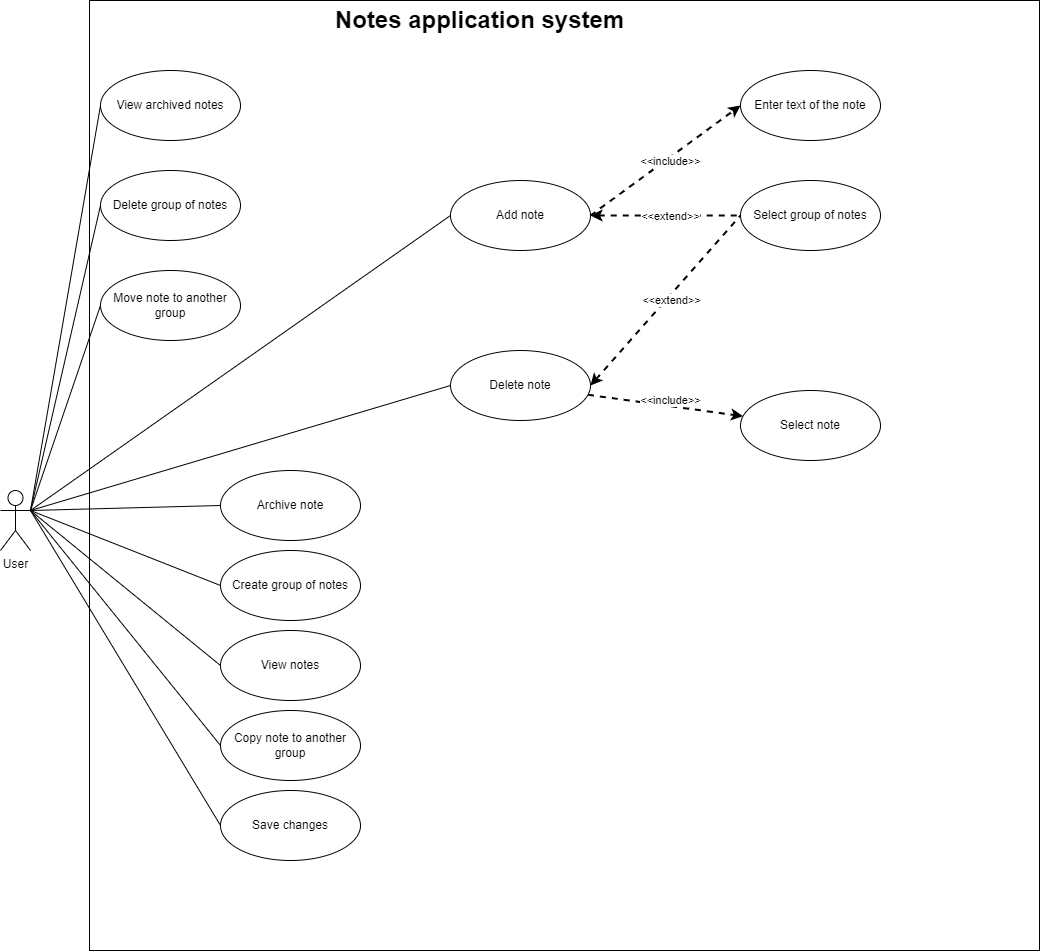 Notes application system
View archived notes
Enter text of the note
<<include>>
Delete group of notes
Add note
<<extend>>
Select group of notes
Move note to another
group
<<extend>>
Delete note
<<include>>
Select note
Archive note
User
Create group of notes
View notes
Copy note to another
group
Save changes